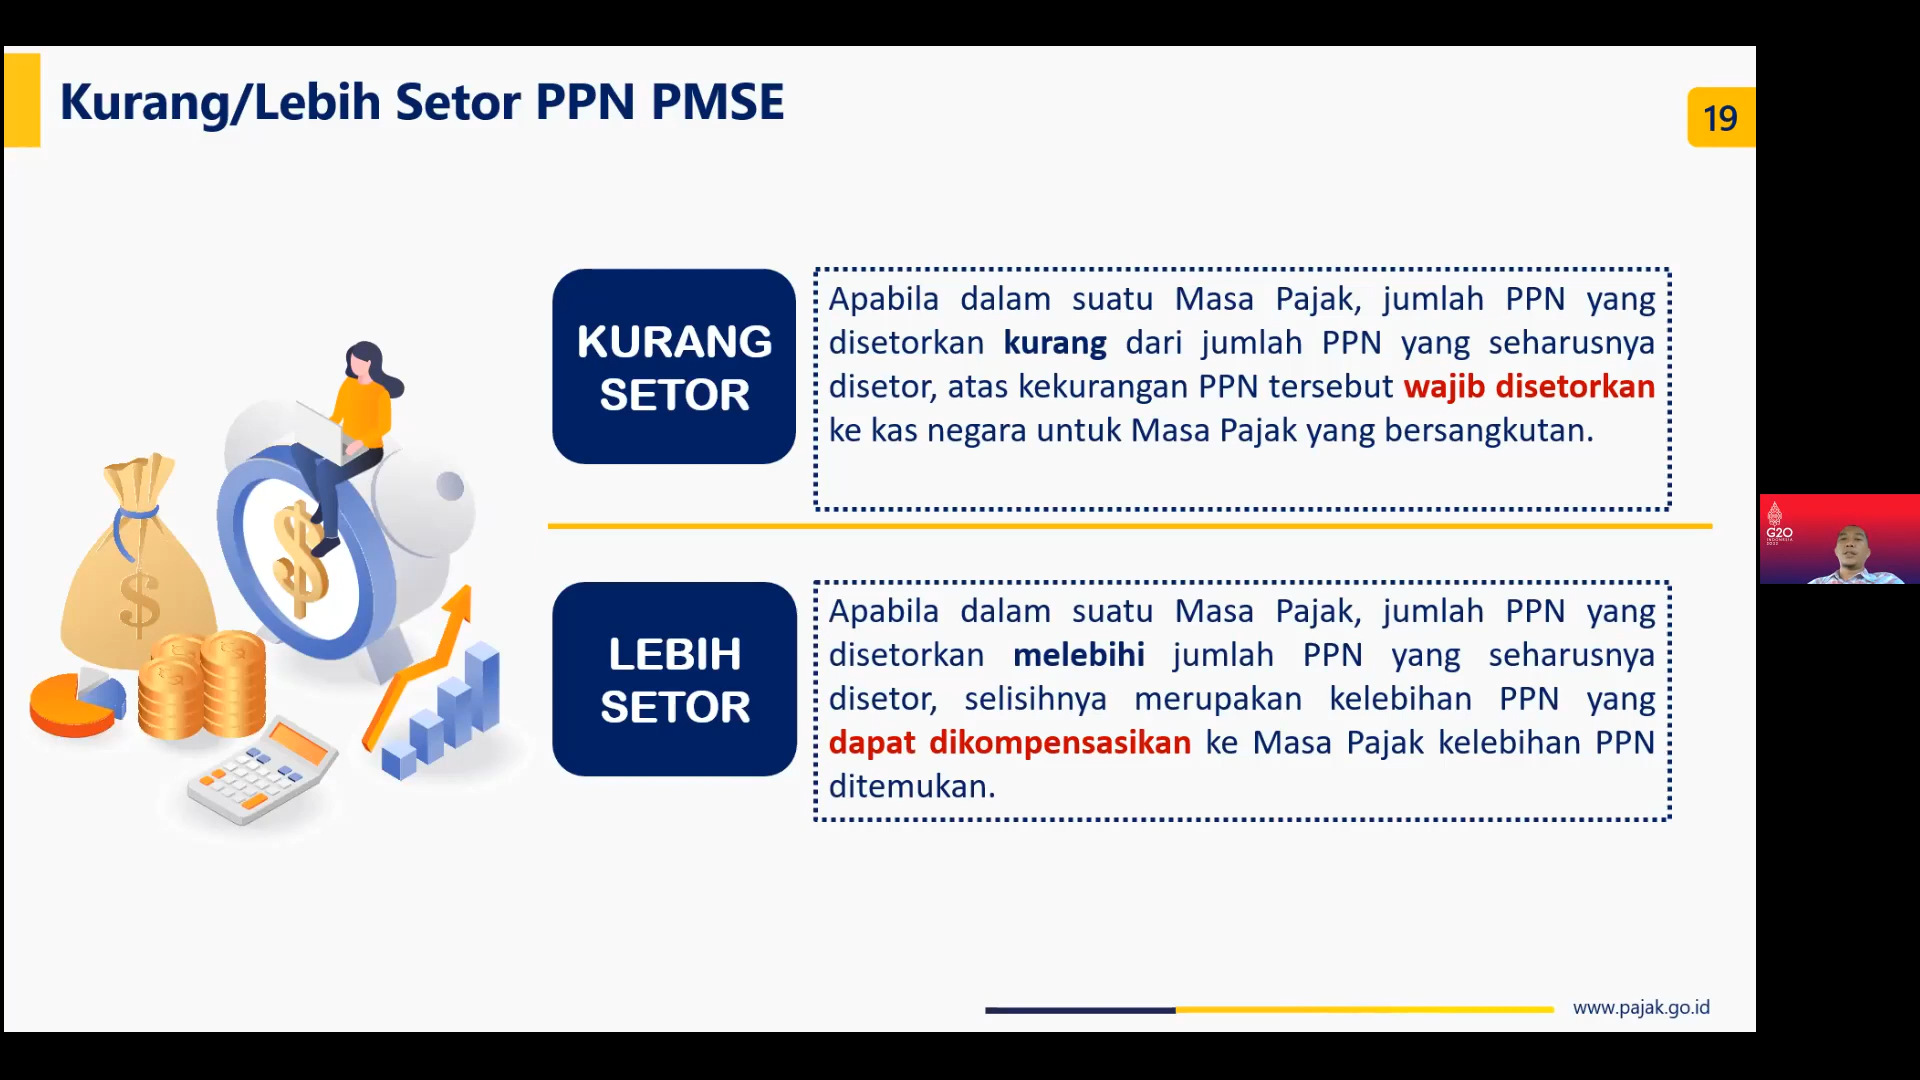 Kurang/Lebih Setor PPN PMSE
19
KURANG
SETOR
Apabila dalam suatu Masa Pajak, jumlah PPN yang
disetorkan kurang dari jumlah PPN yang seharusnya
disetor, atas kekurangan PPN tersebut wajib disetorkan
ke kas negara untuk Masa Pajak yang bersangkutan.
LEBIH
SETOR
Apabila dalam suatu Masa Pajak, jumlah PPN yang
disetorkan melebihi jumlah PPN yang seharusnya
disetor, selisihnya merupakan kelebihan PPN yang
dapat dikompensasikan ke Masa Pajak kelebihan PPN
ditemukan.
G20
INDONESIA
2022
www.pajak.go.id